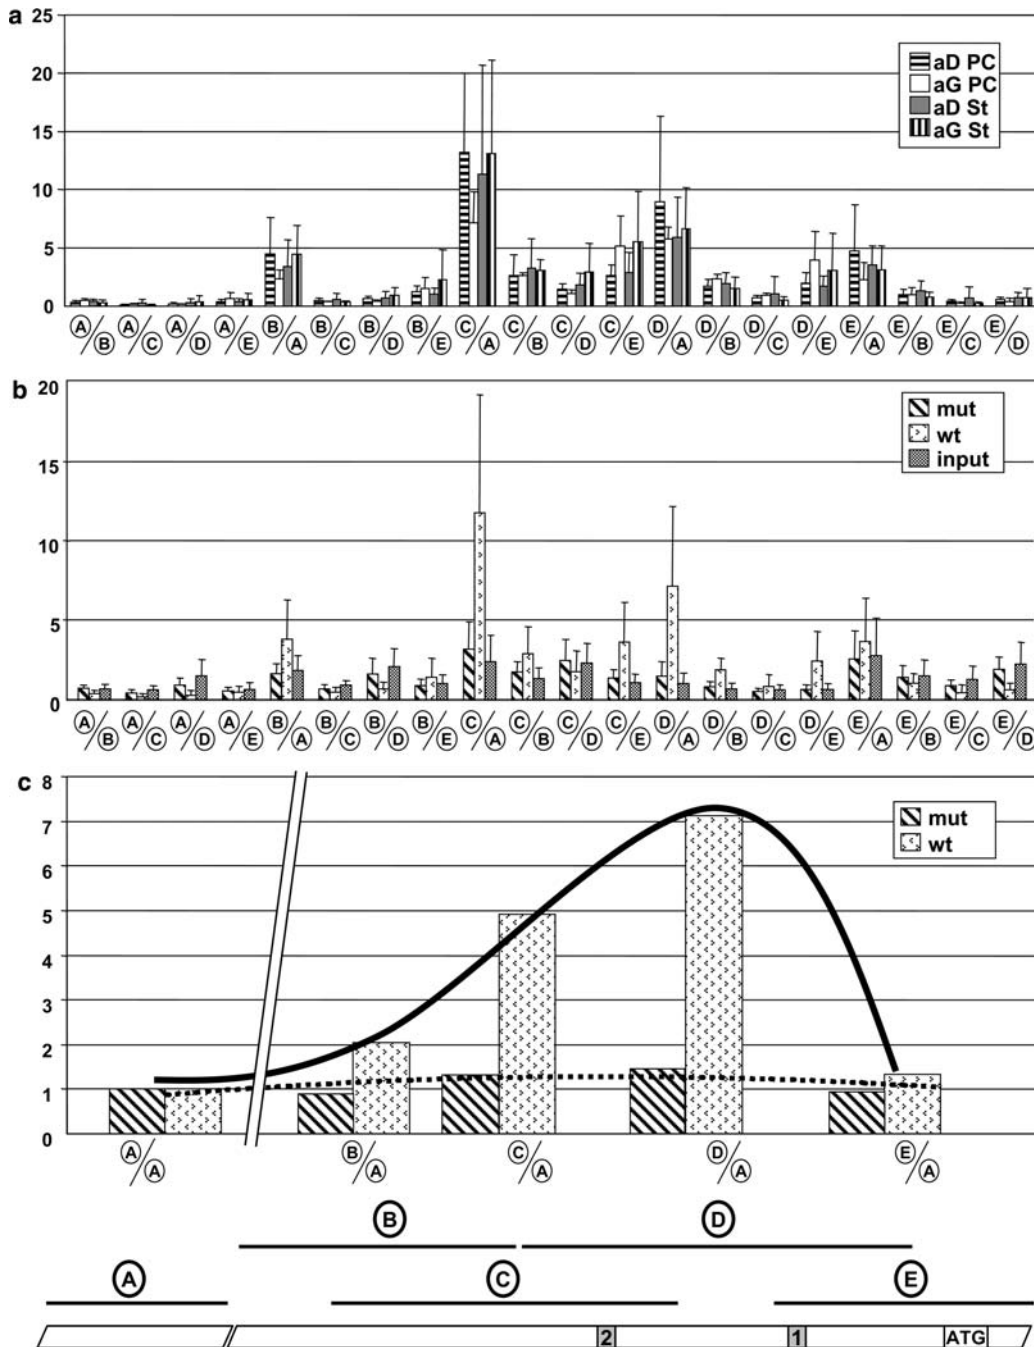 a
25
20
15
10
5
0
aD PC
aG PC
aD St
aG St
A/B A/C A/D A/E B/A B/C B/D B/E C/A C/B C/D C/E D/A D/B D/C D/E E/A E/B E/C E/D
b
20
15
10
5
0
mut
wt
input
A/B A/C A/D A/E B/A B/C B/D B/E C/A C/B C/D C/E D/A D/B D/C D/E E/A E/B E/C E/D
c
8
7
6
5
4
3
2
1
0
mut
wt
A/A B/A C/A D/A E/A
B D
A C E
2 1 ATG